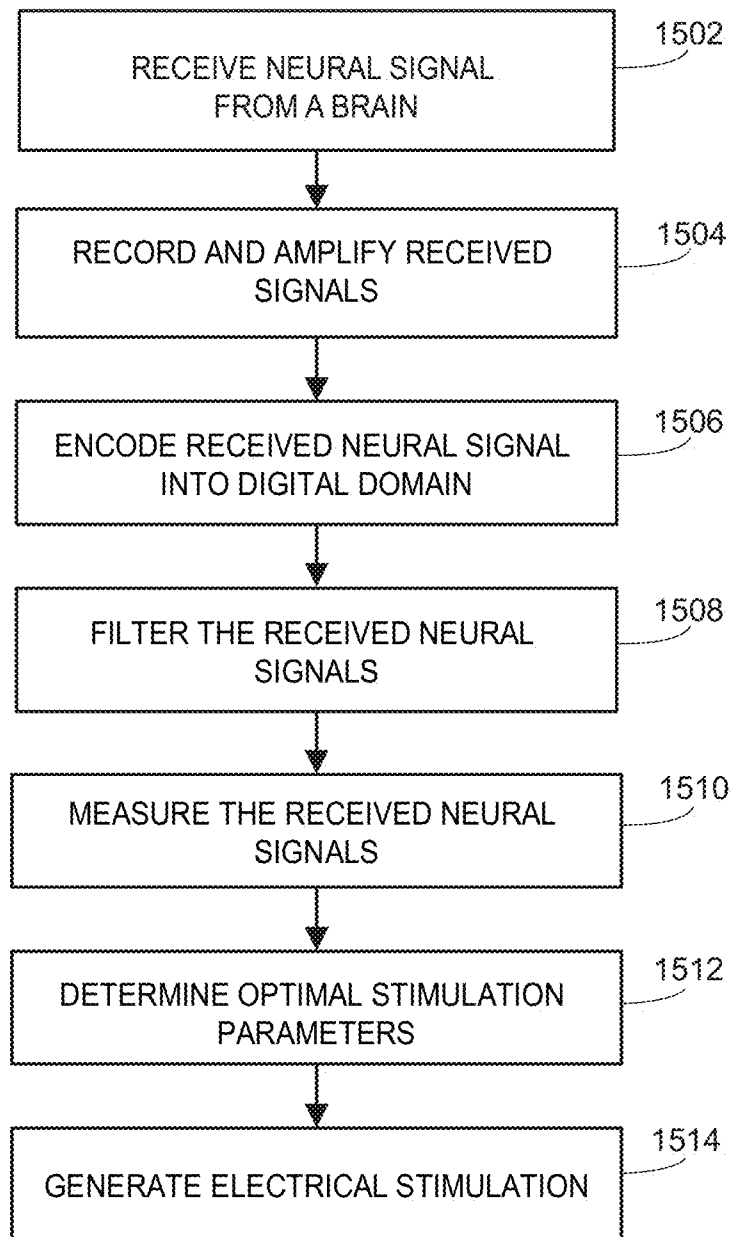 1502
RECEIVE NEURAL SIGNAL
FROM A BRAIN
1504
RECORD AND AMPLIFY RECEIVED
SIGNALS
1506
ENCODE RECEIVED NEURAL SIGNAL
INTO DIGITAL DOMAIN
1508
FILTER THE RECEIVED NEURAL
SIGNALS
1510
MEASURE THE RECEIVED NEURAL
SIGNALS
1512
DETERMINE OPTIMAL STIMULATION
PARAMETERS
1514
GENERATE ELECTRICAL STIMULATION